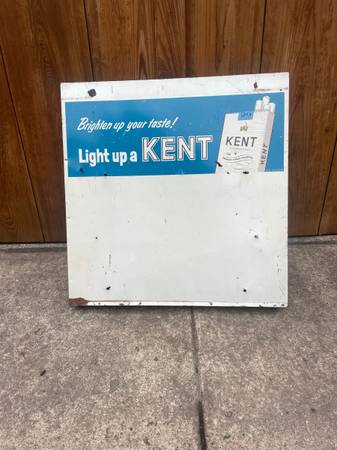 Brighten up your taste!
Light up a KENT
KENT
KENT